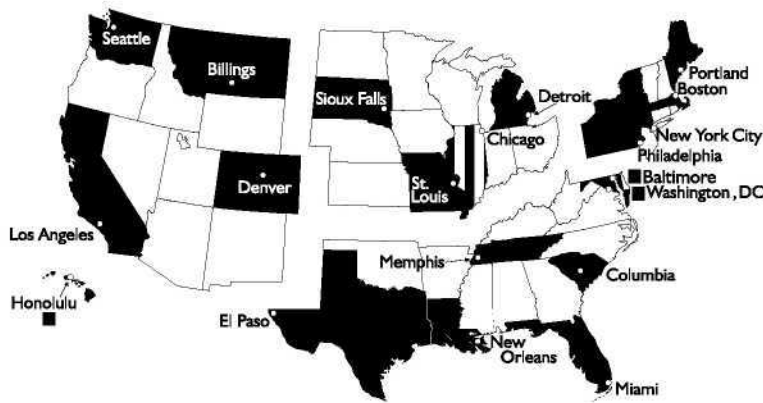 Seattle
Billings
Sioux Falls
Detroit
Portland
Boston
Chicago
New York City
Philadelphia
Baltimore
Washington, DC
Denver
St.
Louis
Los Angeles
Memphis
Columbia
Honolulu
El Paso
New
Orleans
Miami